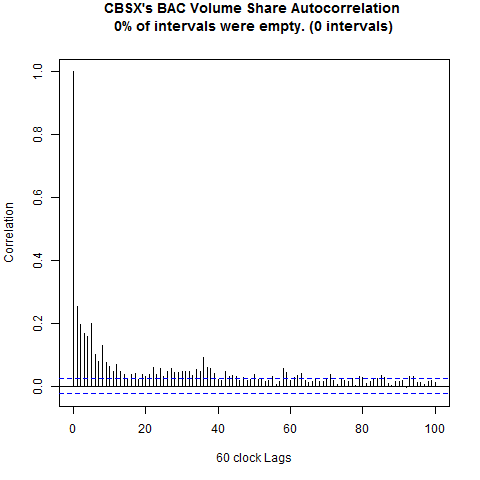 CBSX's BAC Volume Share Autocorrelation
0% of intervals were empty. (0 intervals)
Correlation
1.0
0.8
0.6
0.4
0.2
0.0
0 20 40 60 80 100
60 clock Lags